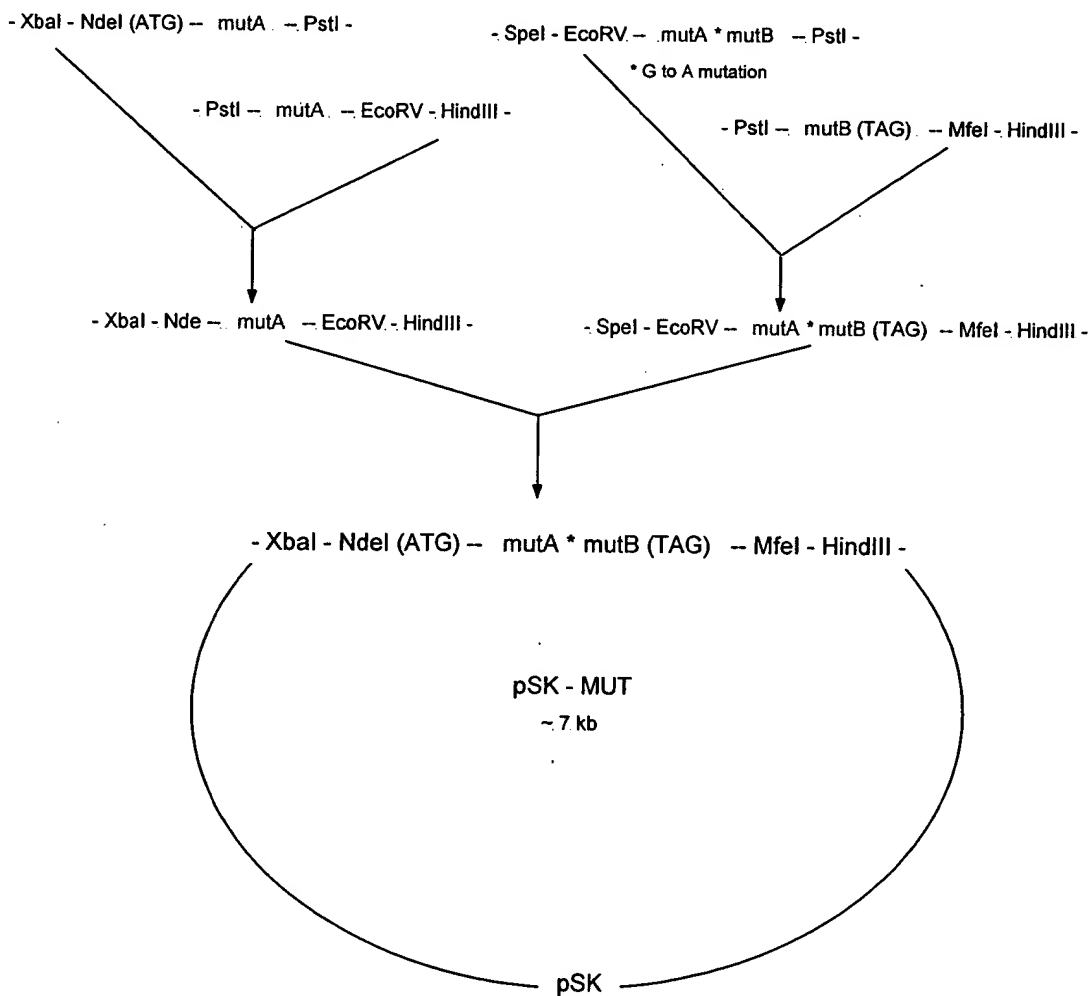 - XbaI - NdeI (ATG) -- mutA -- PstI -
- SpeI - EcoRV -- mutA * mutB -- PstI -
* G to A mutation
- PstI -- mutA -- EcoRV - HindIII -
- PstI -- mutB (TAG) -- MfeI - HindIII -
- XbaI - Nde -- mutA -- EcoRV - HindIII -
- SpeI - EcoRV -- mutA * mutB (TAG) -- MfeI - HindIII -
- XbaI - NdeI (ATG) -- mutA * mutB (TAG) -- MfeI - HindIII -
pSK - MUT
~ 7 kb
pSK